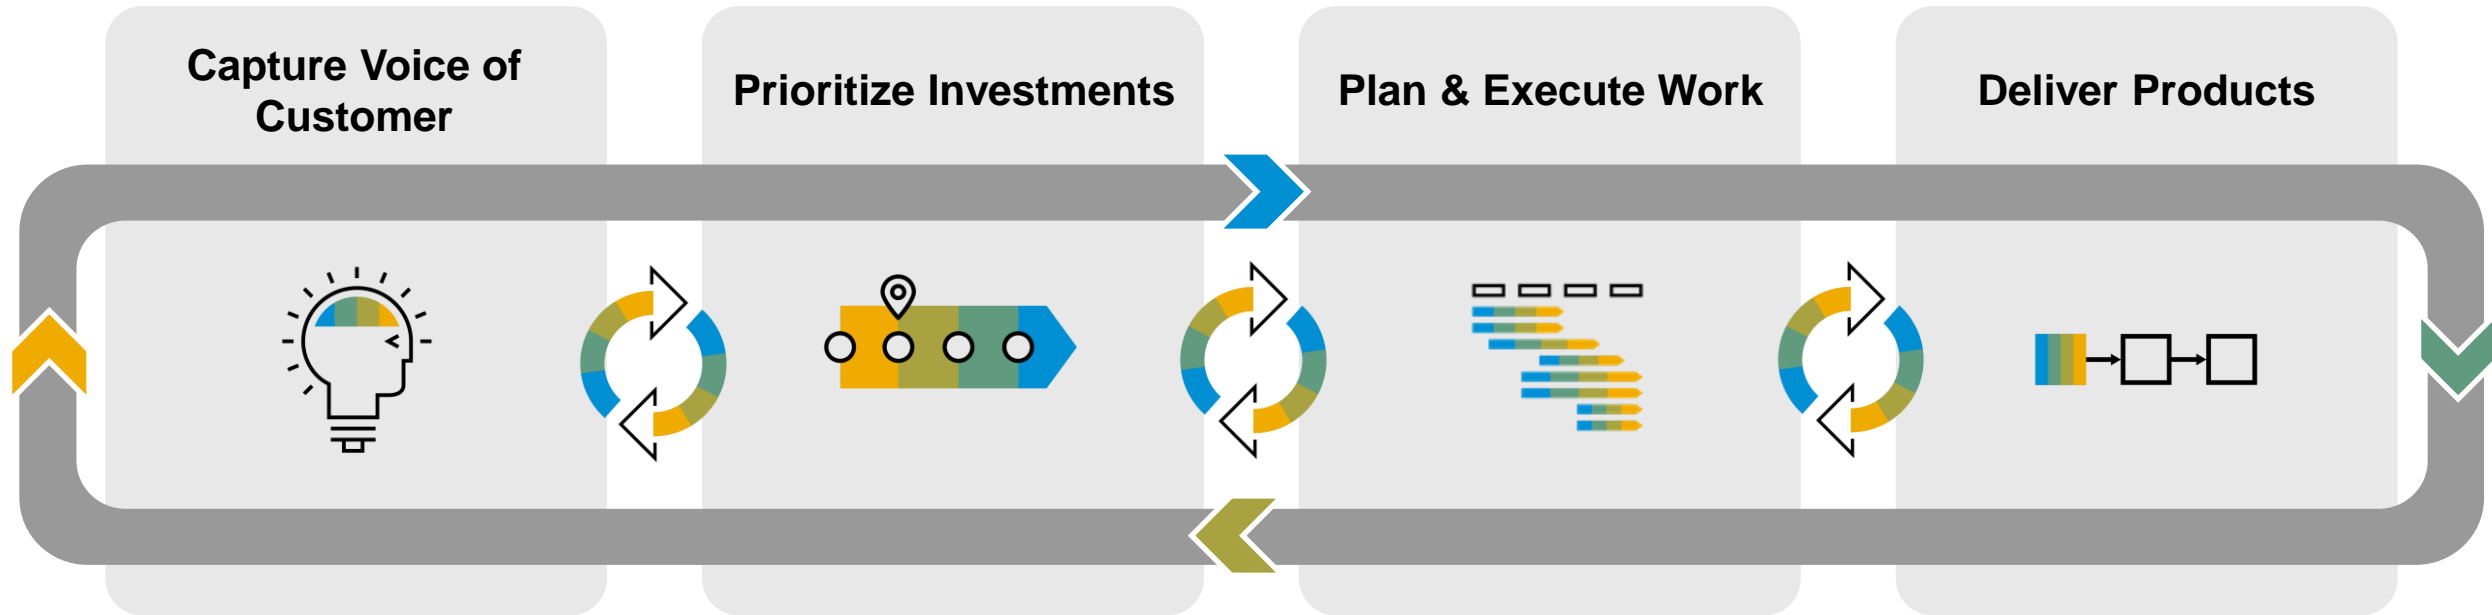 Capture Voice of
Customer
Prioritize Investments
Plan & Execute Work
Deliver Products